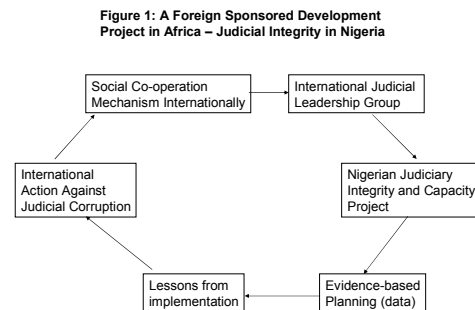 Figure 1: A Foreign Sponsored Development
Project in Africa – Judicial Integrity in Nigeria
Social Co-operation
Mechanism Internationally
International Judicial
Leadership Group
International
Action Against
Judicial Corruption
Nigerian Judiciary
Integrity and Capacity
Project
Lessons from
implementation
Evidence-based
Planning (data)